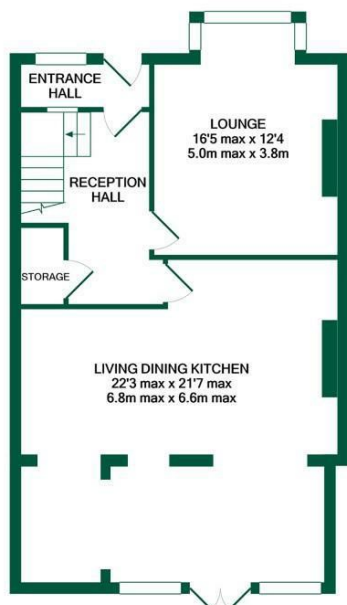 ENTRANCE
HALL
LOUNGE
16'5 max x 12'4
5.0m max x 3.8m
RECEPTION
HALL
STORAGE
LIVING DINING KITCHEN
22'3 max x 21'7 max
6.8m max x 6.6m max